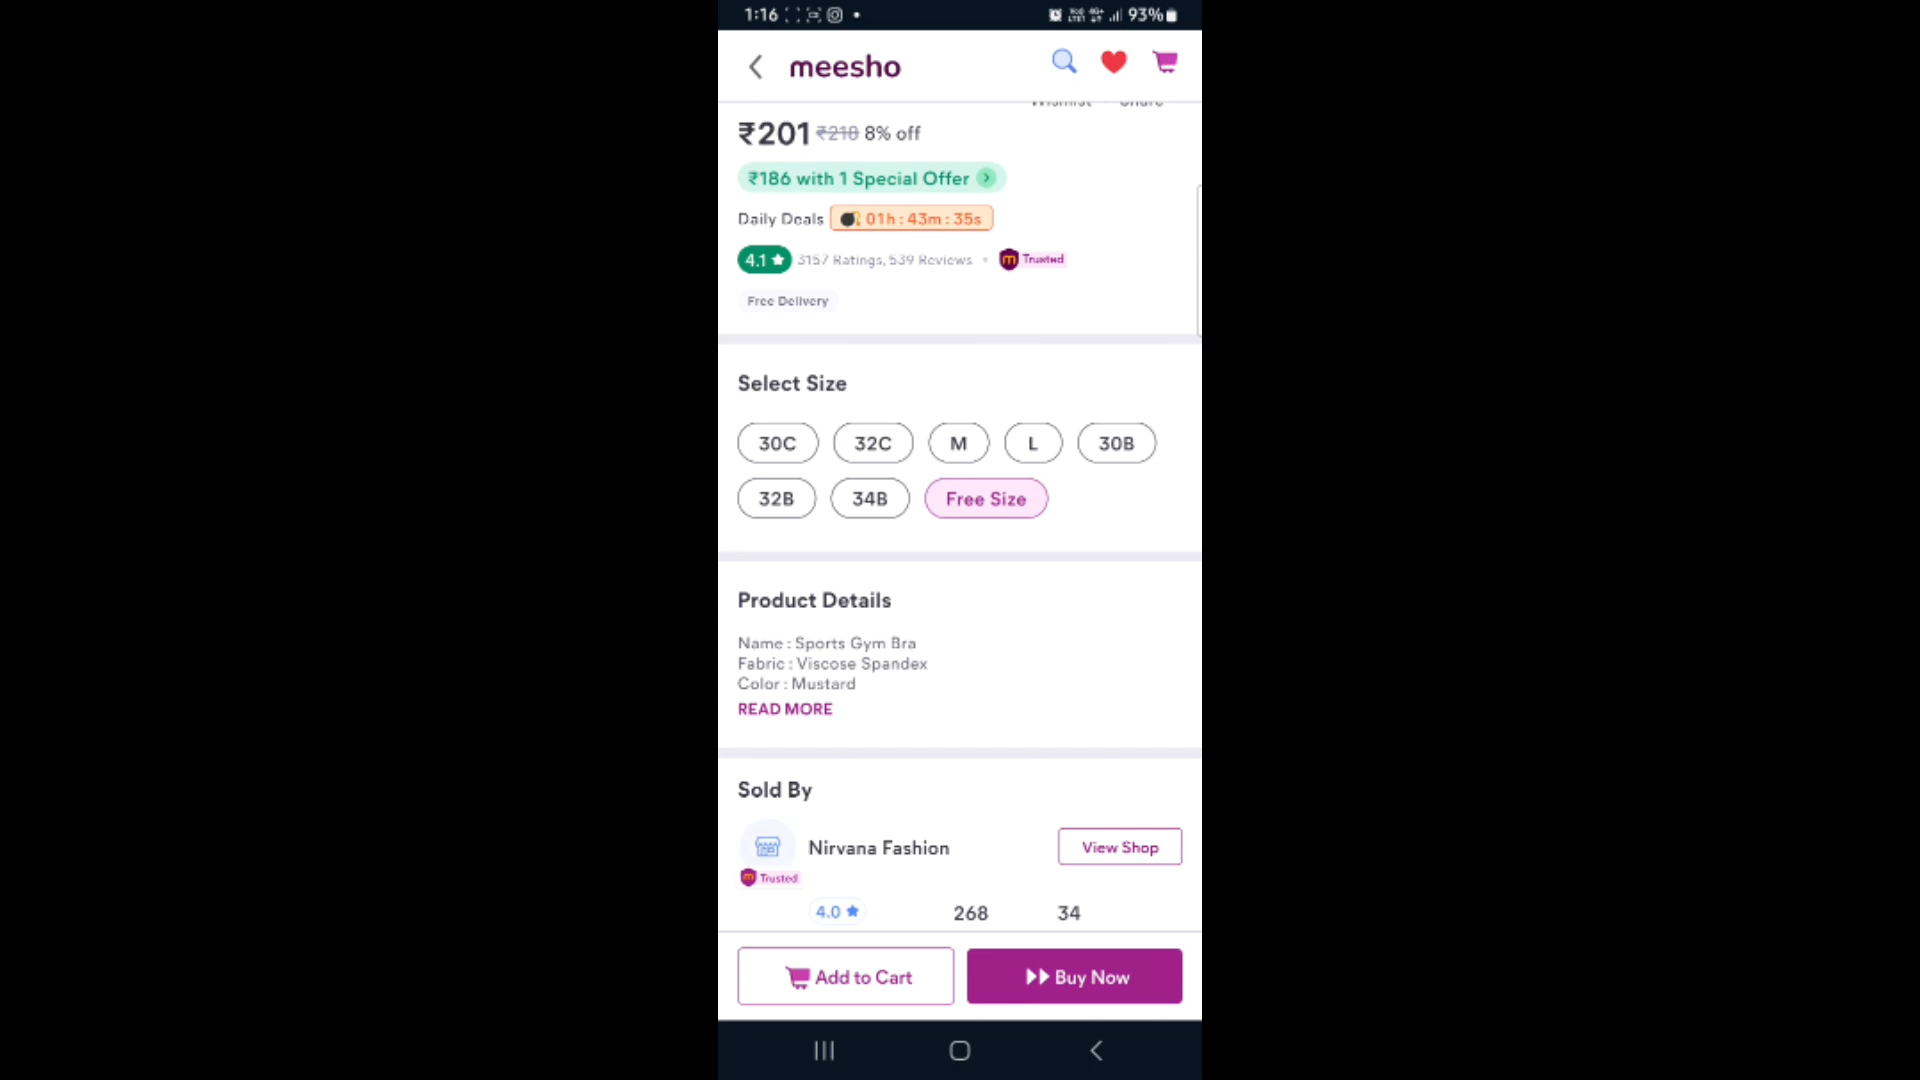 1:16
93%
meesho
Wishlist Share
₹201 ₹218 8% off
₹186 with 1 Special Offer
Daily Deals 01h : 43m : 35s
4.1 3157 Ratings, 539 Reviews • m Trusted
Free Delivery
Select Size
30C 32C M L 30B
32B 34B Free Size
Product Details
Name : Sports Gym Bra
Fabric : Viscose Spandex
Color : Mustard
READ MORE
Sold By
Nirvana Fashion View Shop
m Trusted
4.0 268 34
Add to Cart Buy Now